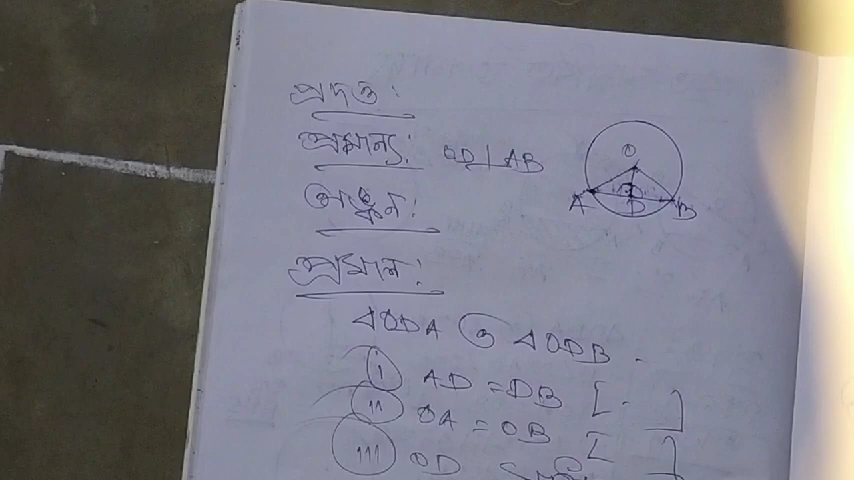 প্রদত্ত:
প্রমান্য: OD⊥AB
অঙ্কন:
O
A D B
প্রমান:
△ODA ও △ODB.
i AD = DB [. ]
ii OA = OB [ ]
iii OD